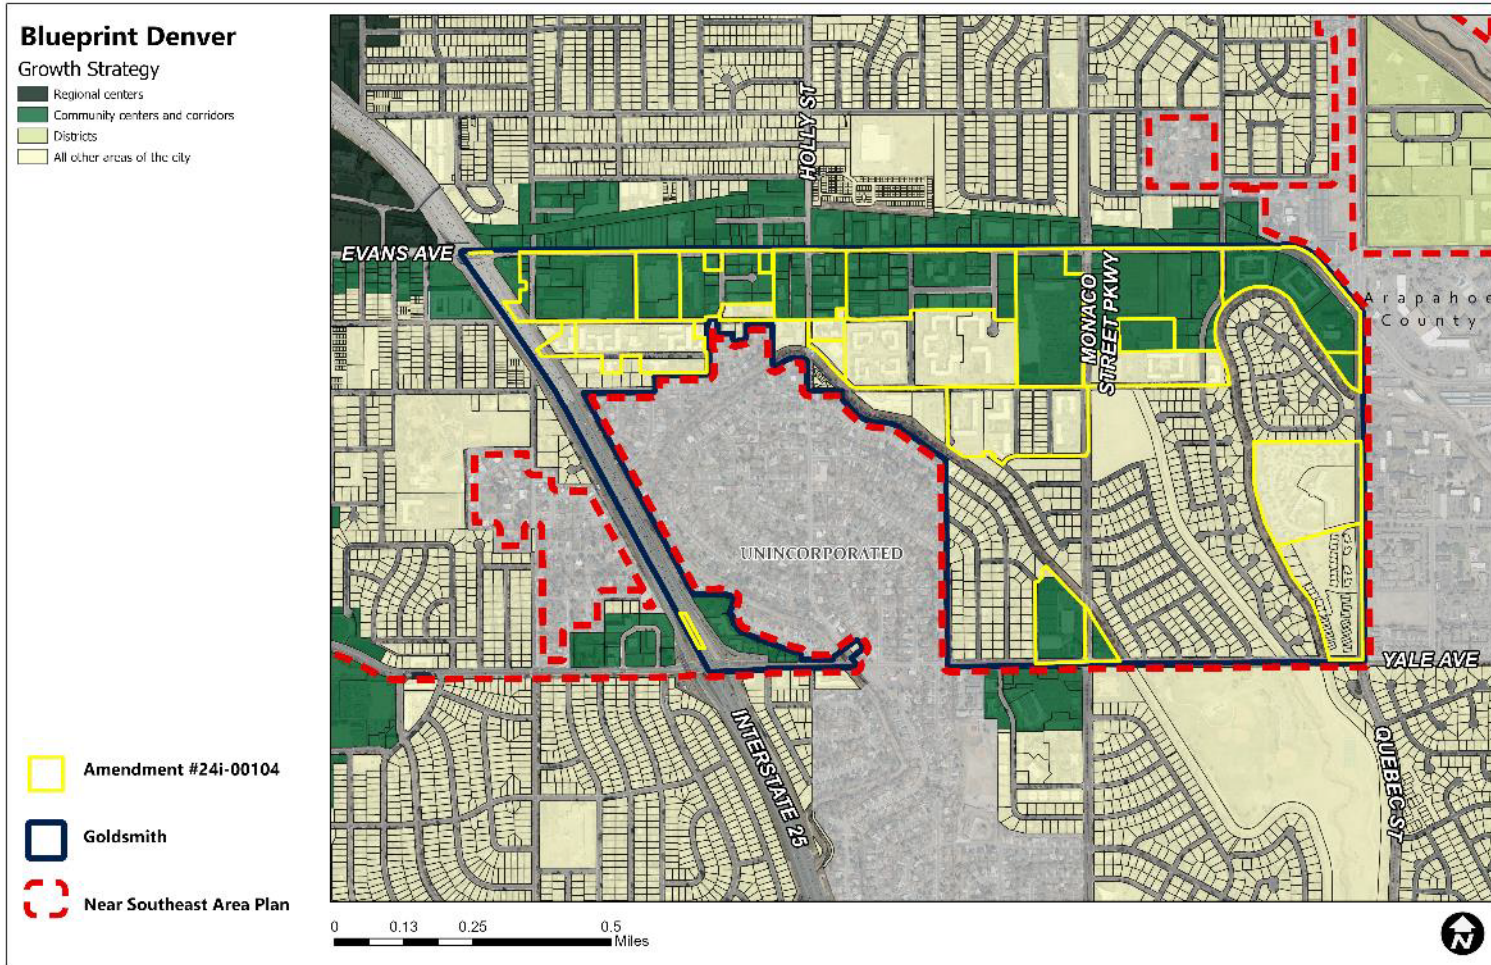 Blueprint Denver
Growth Strategy
Regional centers
Community centers and corridors
Districts
All other areas of the city
HOLLY ST
EVANS AVE
MONACO
STREET PKWY
Arapahoe
County
UNINCORPORATED
YALE AVE
INTERSTATE 25
QUEBEC ST
Amendment #24i-00104
Goldsmith
Near Southeast Area Plan
0 0.13 0.25 0.5
Miles
N